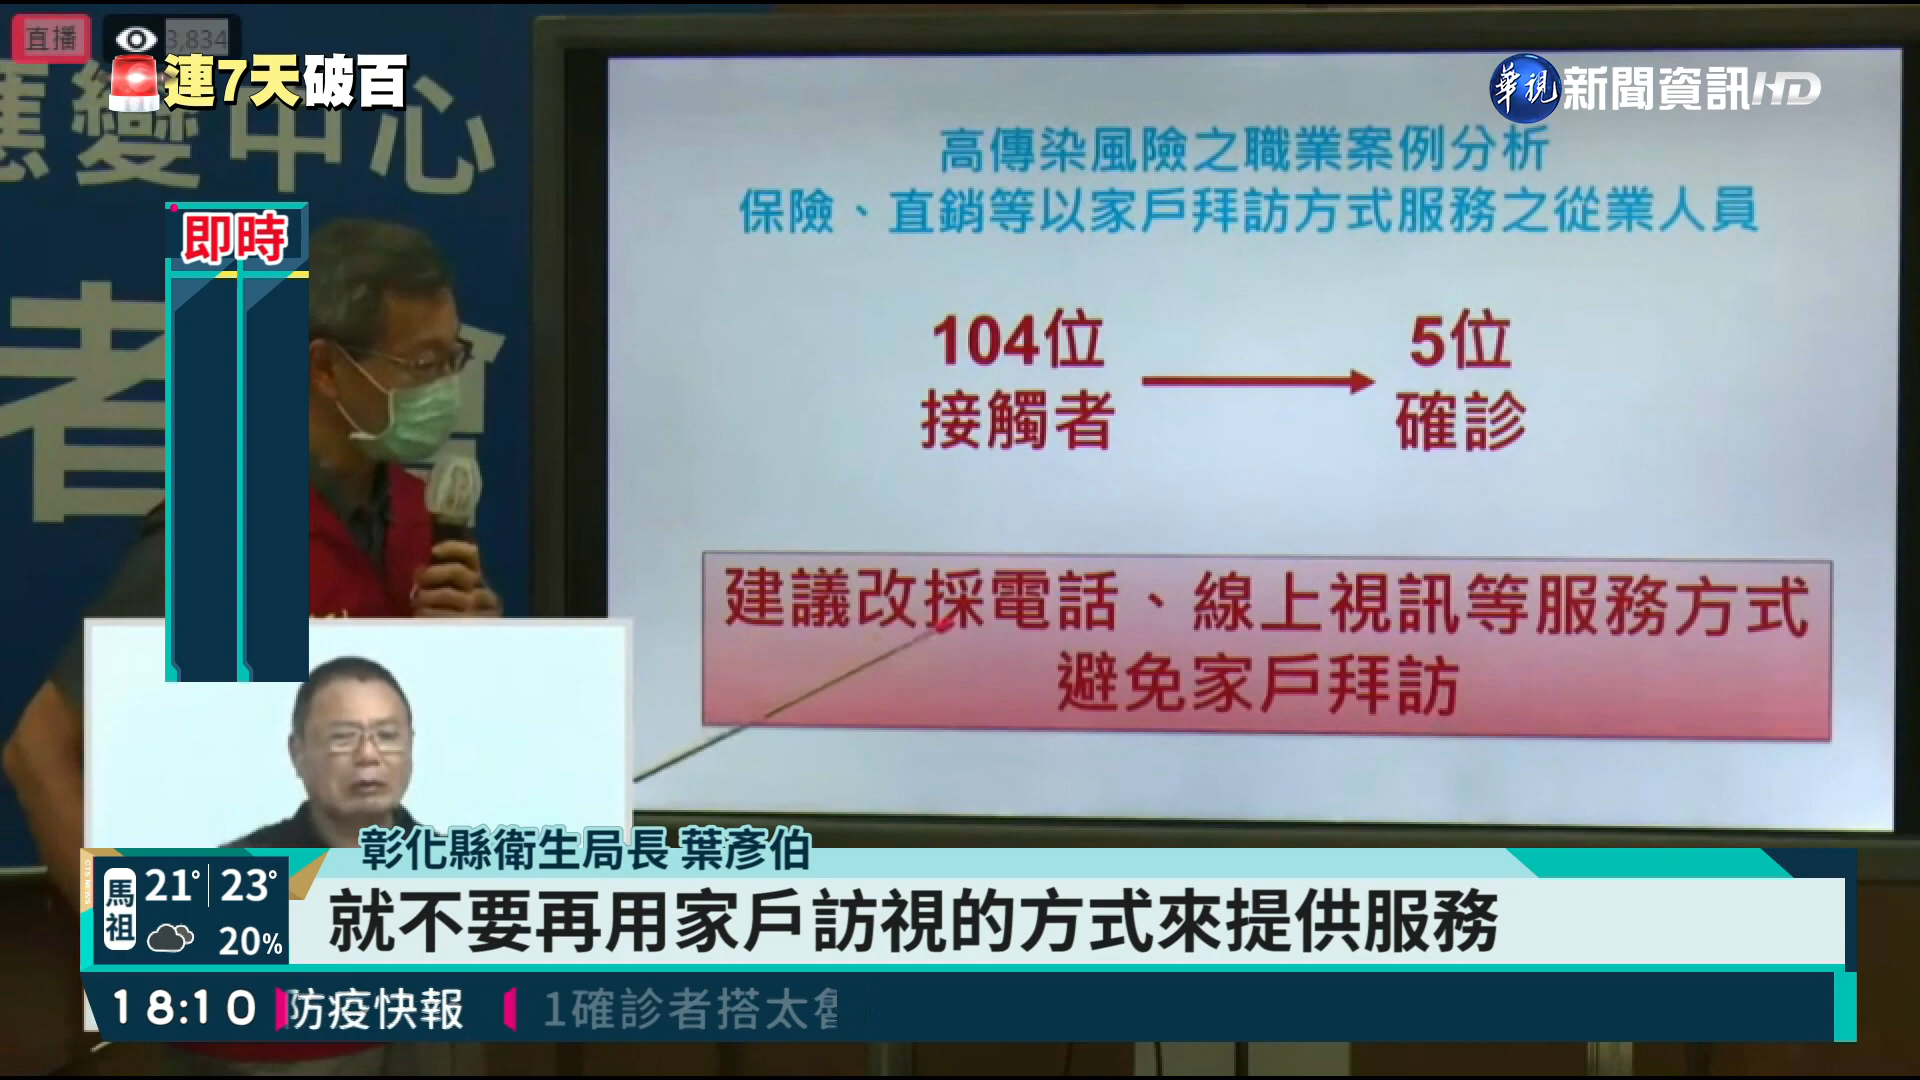 直播
3,834
連7天破百
華視新聞資訊HD
應變中心
者會
即時
高傳染風險之職業案例分析
保險、直銷等以家戶拜訪方式服務之從業人員
104位
接觸者
5位
確診
建議改採電話、線上視訊等服務方式
避免家戶拜訪
彰化縣衛生局長 葉彥伯
就不要再用家戶訪視的方式來提供服務
馬祖
21° 23°
20%
18:10
防疫快報
1確診者搭太魯